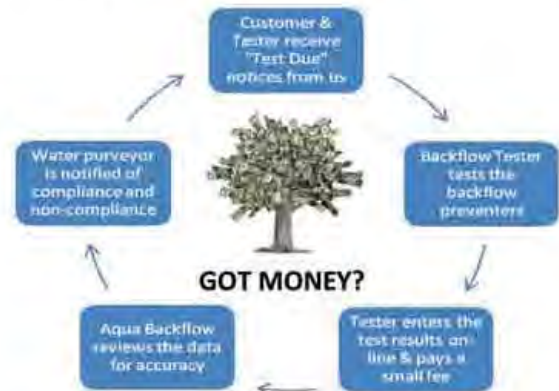 Customer &
Tester receive
"Test Due"
notices from us
Backflow Tester
tests the
backflow
preventers
Tester enters the
test results on-
line & pays a
small fee
Aqua Backflow
reviews the data
for accuracy
Water purveyor
is notified of
compliance and
non-compliance
GOT MONEY?